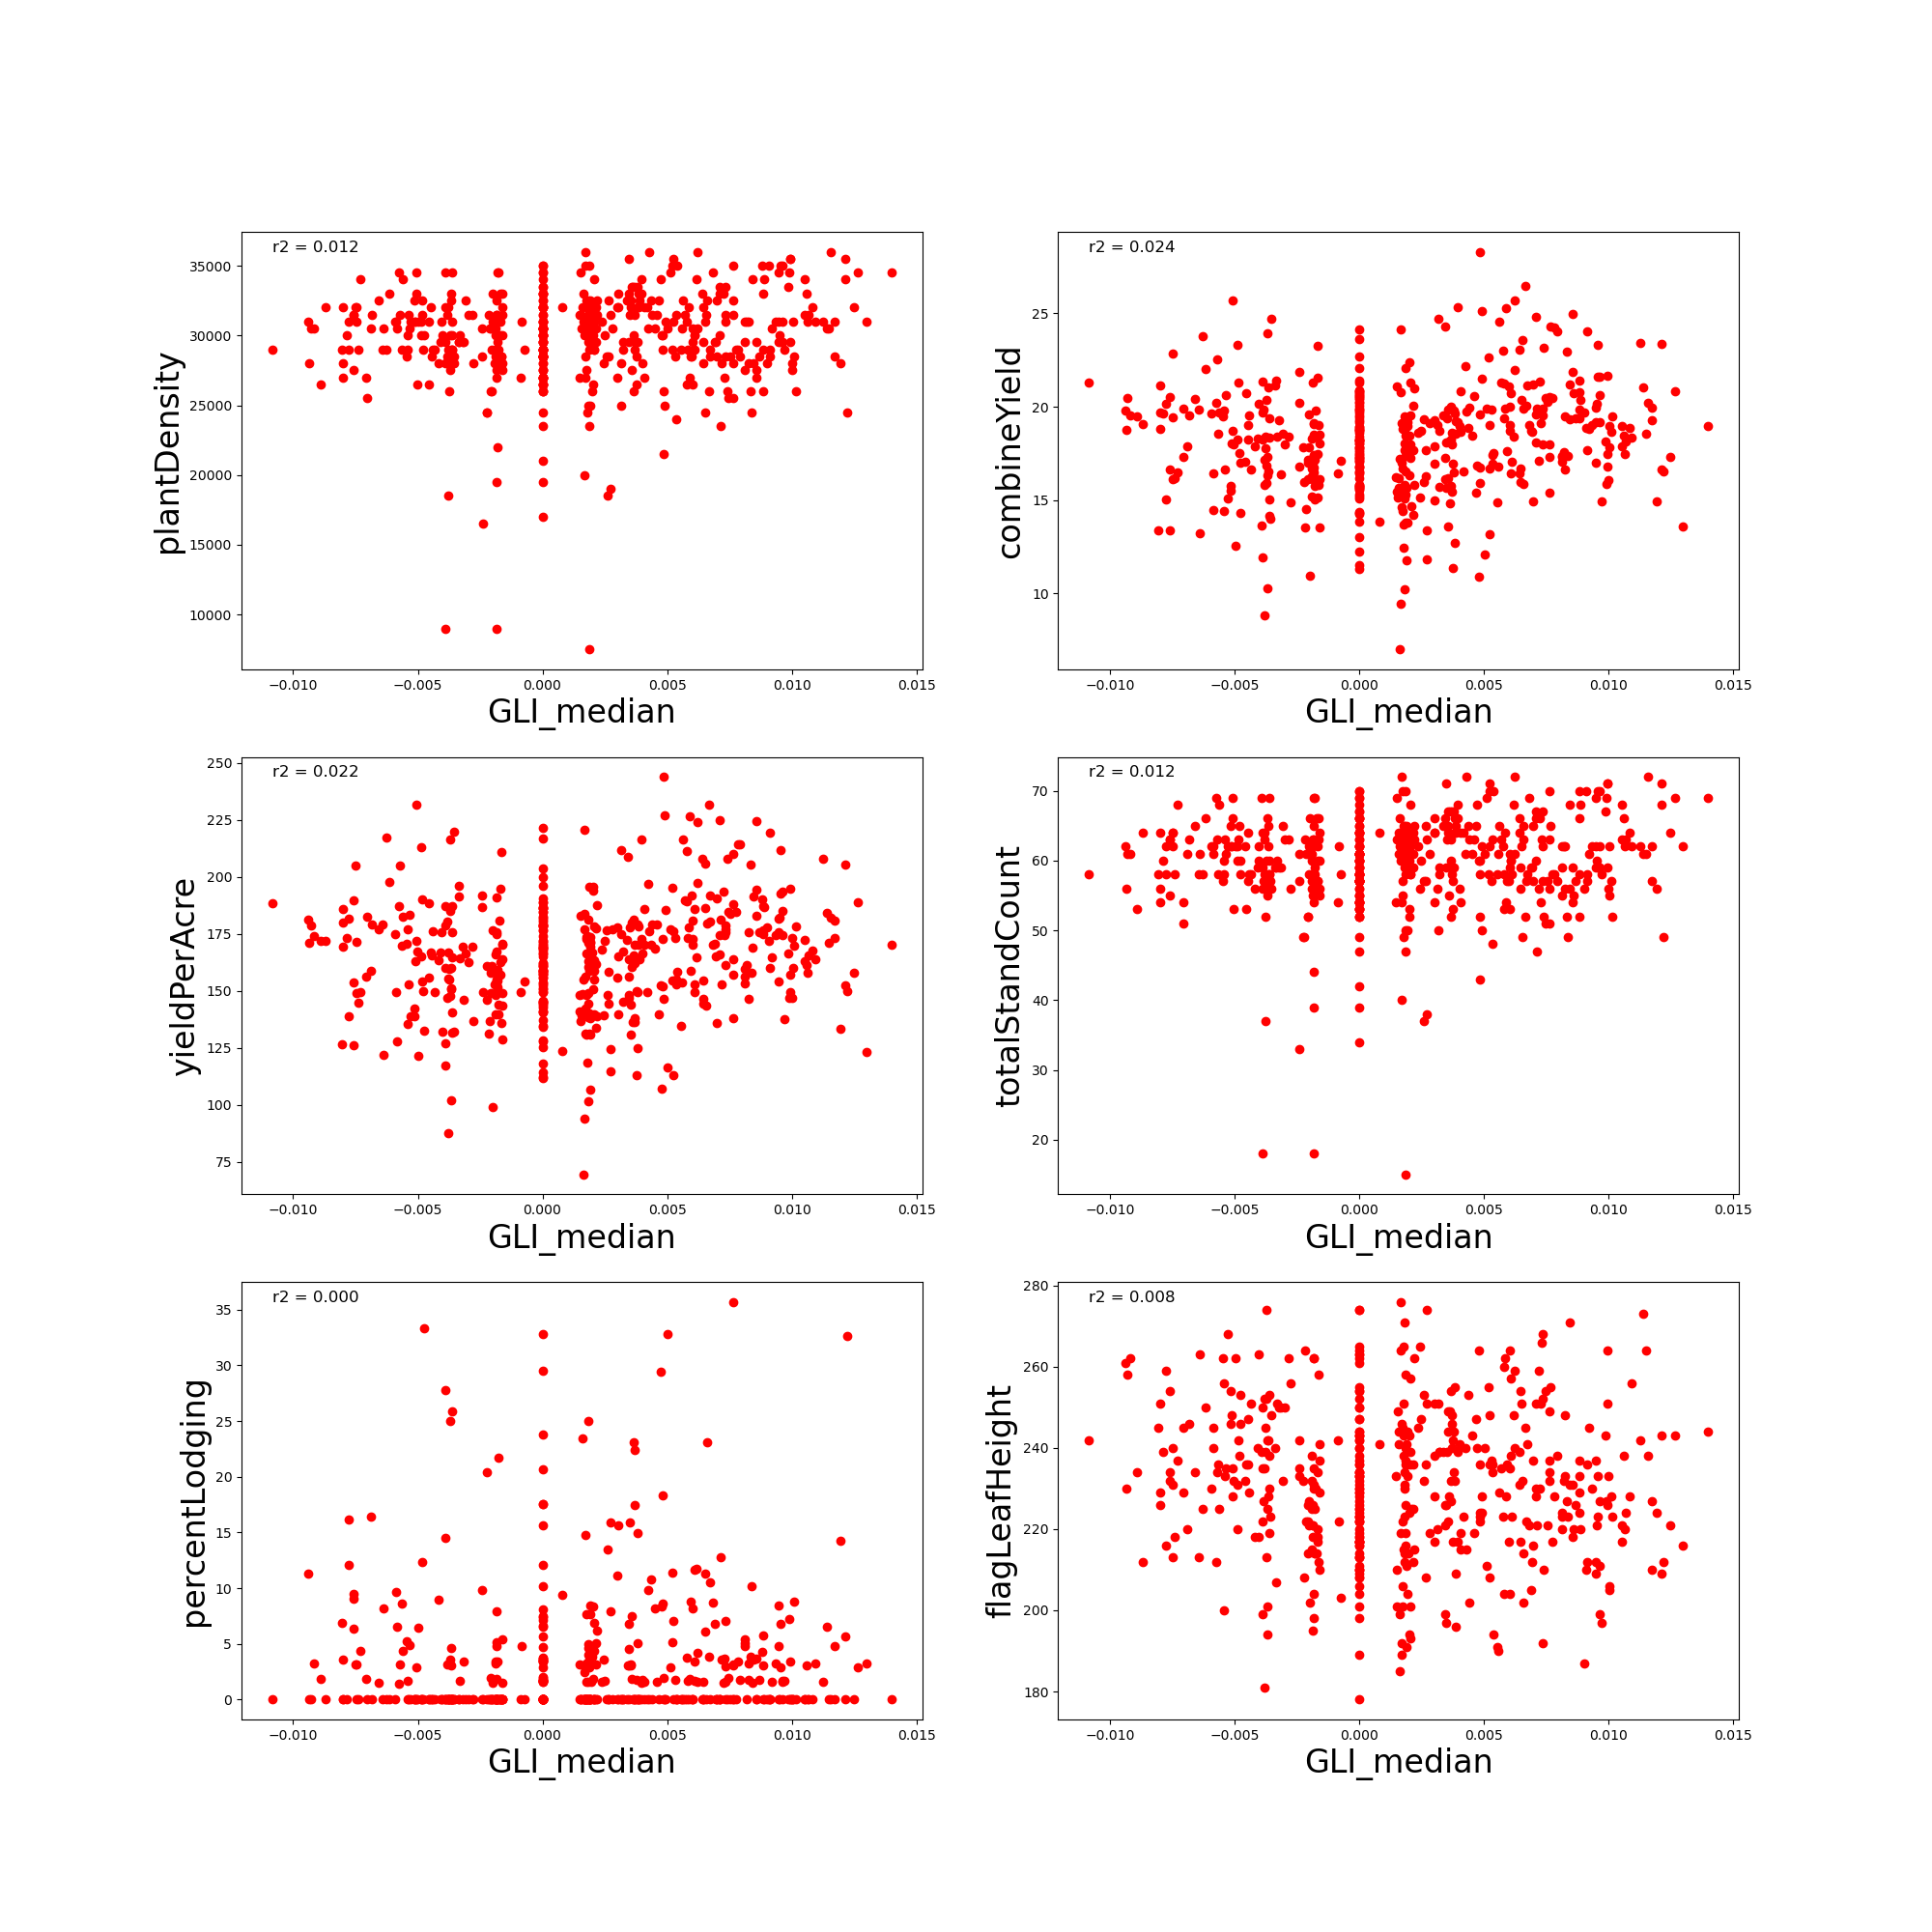 r2 = 0.012
35000
30000
25000
20000
15000
10000
plantDensity
−0.010 −0.005 0.000 0.005 0.010 0.015
GLI_median
r2 = 0.024
25
20
15
10
combineYield
−0.010 −0.005 0.000 0.005 0.010 0.015
GLI_median
r2 = 0.022
250
225
200
175
150
125
100
75
yieldPerAcre
−0.010 −0.005 0.000 0.005 0.010 0.015
GLI_median
r2 = 0.012
70
60
50
40
30
20
totalStandCount
−0.010 −0.005 0.000 0.005 0.010 0.015
GLI_median
r2 = 0.000
35
30
25
20
15
10
5
0
percentLodging
−0.010 −0.005 0.000 0.005 0.010 0.015
GLI_median
r2 = 0.008
280
260
240
220
200
180
flagLeafHeight
−0.010 −0.005 0.000 0.005 0.010 0.015
GLI_median